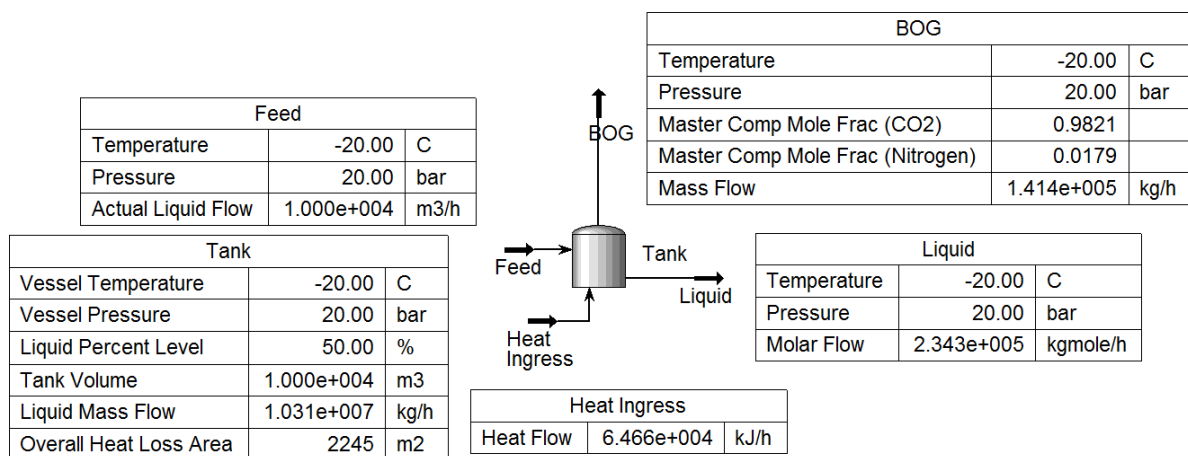 BOG
Temperature -20.00 C
Pressure 20.00 bar
Master Comp Mole Frac (CO2) 0.9821
Master Comp Mole Frac (Nitrogen) 0.0179
Mass Flow 1.414e+005 kg/h
Feed
Temperature -20.00 C
Pressure 20.00 bar
Actual Liquid Flow 1.000e+004 m3/h
BOG
Feed
Tank
Liquid
Heat
Ingress
Tank
Vessel Temperature -20.00 C
Vessel Pressure 20.00 bar
Liquid Percent Level 50.00 %
Tank Volume 1.000e+004 m3
Liquid Mass Flow 1.031e+007 kg/h
Overall Heat Loss Area 2245 m2
Liquid
Temperature -20.00 C
Pressure 20.00 bar
Molar Flow 2.343e+005 kgmole/h
Heat Ingress
Heat Flow 6.466e+004 kJ/h